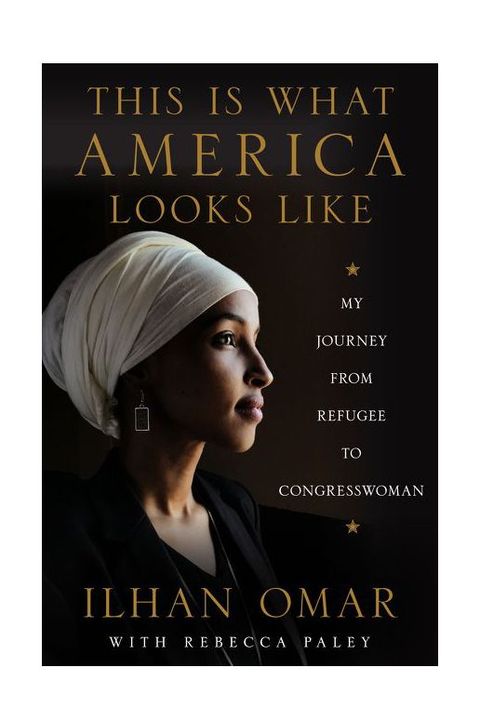 THIS IS WHAT
AMERICA
LOOKS LIKE
MY
JOURNEY
FROM
REFUGEE
TO
CONGRESSWOMAN
ILHAN OMAR
WITH REBECCA PALEY